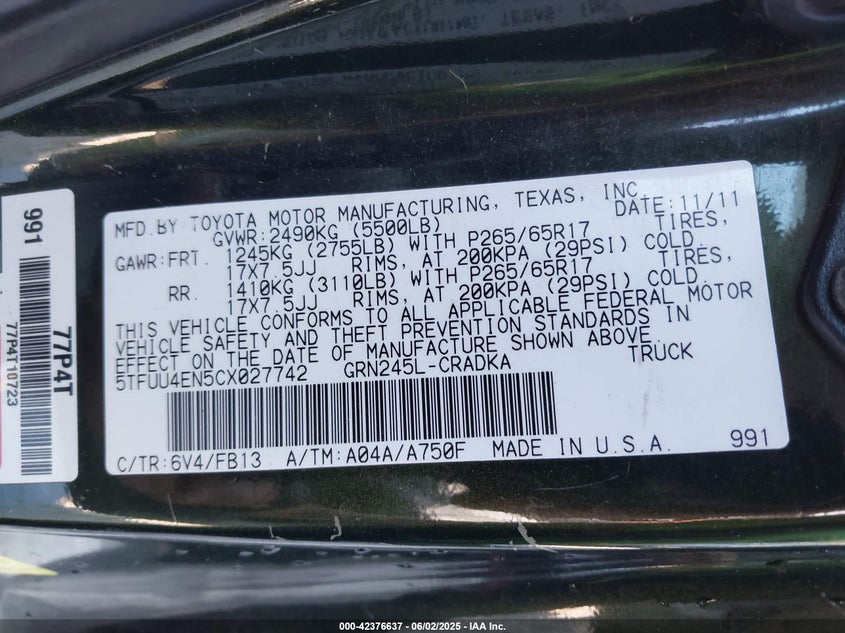 MFD.BY TOYOTA MOTOR MANUFACTURING, TEXAS, INC.
DATE:11/11
GVWR:2490KG (5500LB)
GAWR:FRT. 1245KG (2755LB) WITH P265/65R17 TIRES,
17X7.5JJ RIMS, AT 200KPA (29PSI) COLD
RR. 1410KG (3110LB) WITH P265/65R17 TIRES,
17X7.5JJ RIMS, AT 200KPA (29PSI) COLD
THIS VEHICLE CONFORMS TO ALL APPLICABLE FEDERAL MOTOR
VEHICLE SAFETY AND THEFT PREVENTION STANDARDS IN
EFFECT ON THE DATE OF MANUFACTURE SHOWN ABOVE.
5TFUU4EN5CX027742 GRN245L-CRADKA TRUCK
C/TR:6V4/FB13 A/TM:A04A/A750F MADE IN U.S.A. 991
991
77P4T
77P4T10723
000-42376637 - 06/02/2025 - IAA Inc.